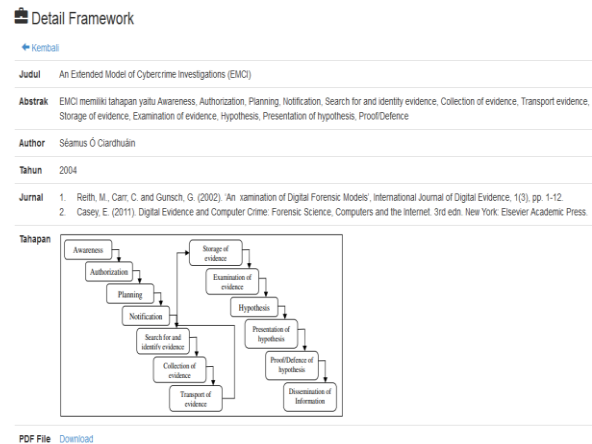 Detail Framework
Kembali
Judul An Extended Model of Cybercrime Investigations (EMCI)
Abstrak EMCI memiliki tahapan yaitu Awareness, Authorization, Planning, Notification, Search for and identity evidence, Collection of evidence, Transport evidence,
Storage of evidence, Examination of evidence, Hypothesis, Presentation of hypothesis, Proof/Defence
Author Séamus Ó Ciardhuáin
Tahun 2004
Jurnal 1. Reith, M., Carr, C. and Gunsch, G. (2002). 'An xamination of Digital Forensic Models', International Journal of Digital Evidence, 1(3), pp. 1-12.
2. Casey, E. (2011). Digital Evidence and Computer Crime: Forensic Science, Computers and the Internet. 3rd edn. New York: Elsevier Academic Press.
Tahapan
Awareness
Authorization
Planning
Notification
Search for and
identify evidence
Collection of
evidence
Transport of
evidence
Storage of
evidence
Examination of
evidence
Hypothesis
Presentation of
hypothesis
Proof/Defence of
hypothesis
Dissemination of
Information
PDF File Download